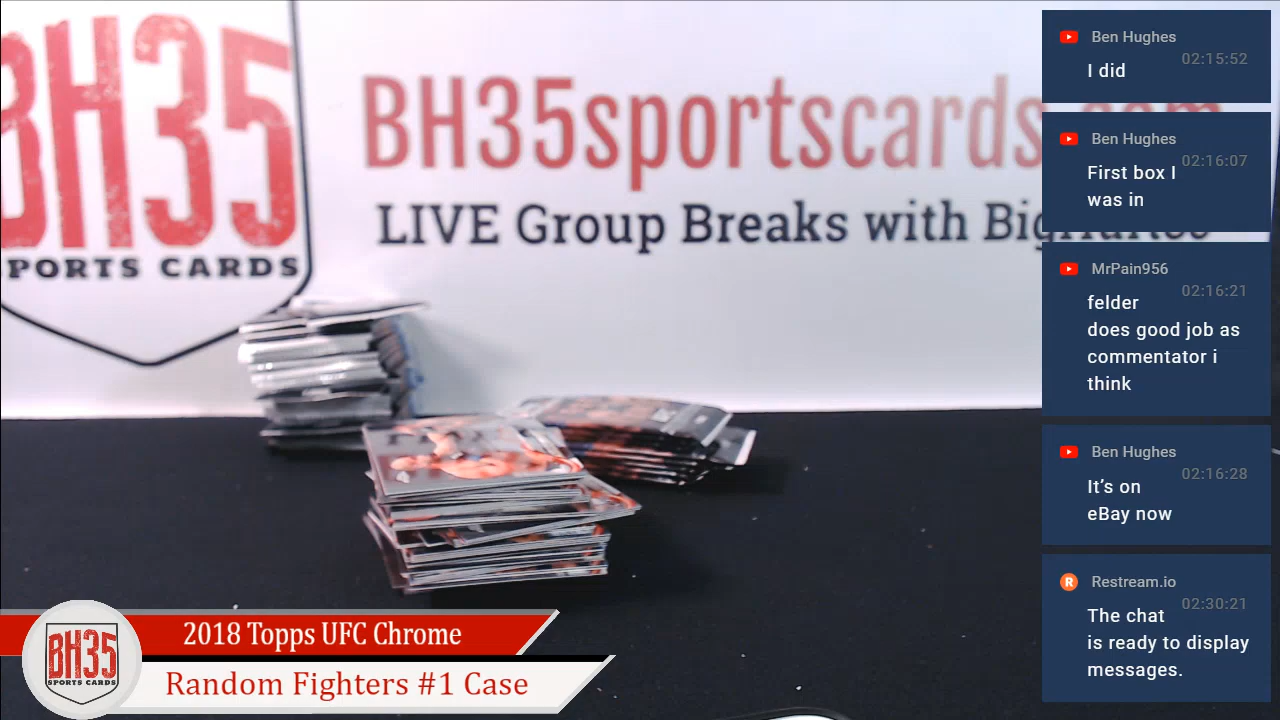 BH35
PORTS CARDS
BH35sportscards.com
LIVE Group Breaks with Big
2018 Topps UFC Chrome
Random Fighters #1 Case
BH35
SPORTS CARDS
Ben Hughes
02:15:52
I did
Ben Hughes
02:16:07
First box I
was in
MrPain956
02:16:21
felder
does good job as
commentator i
think
Ben Hughes
02:16:28
It's on
eBay now
R
Restream.io
02:30:21
The chat
is ready to display
messages.